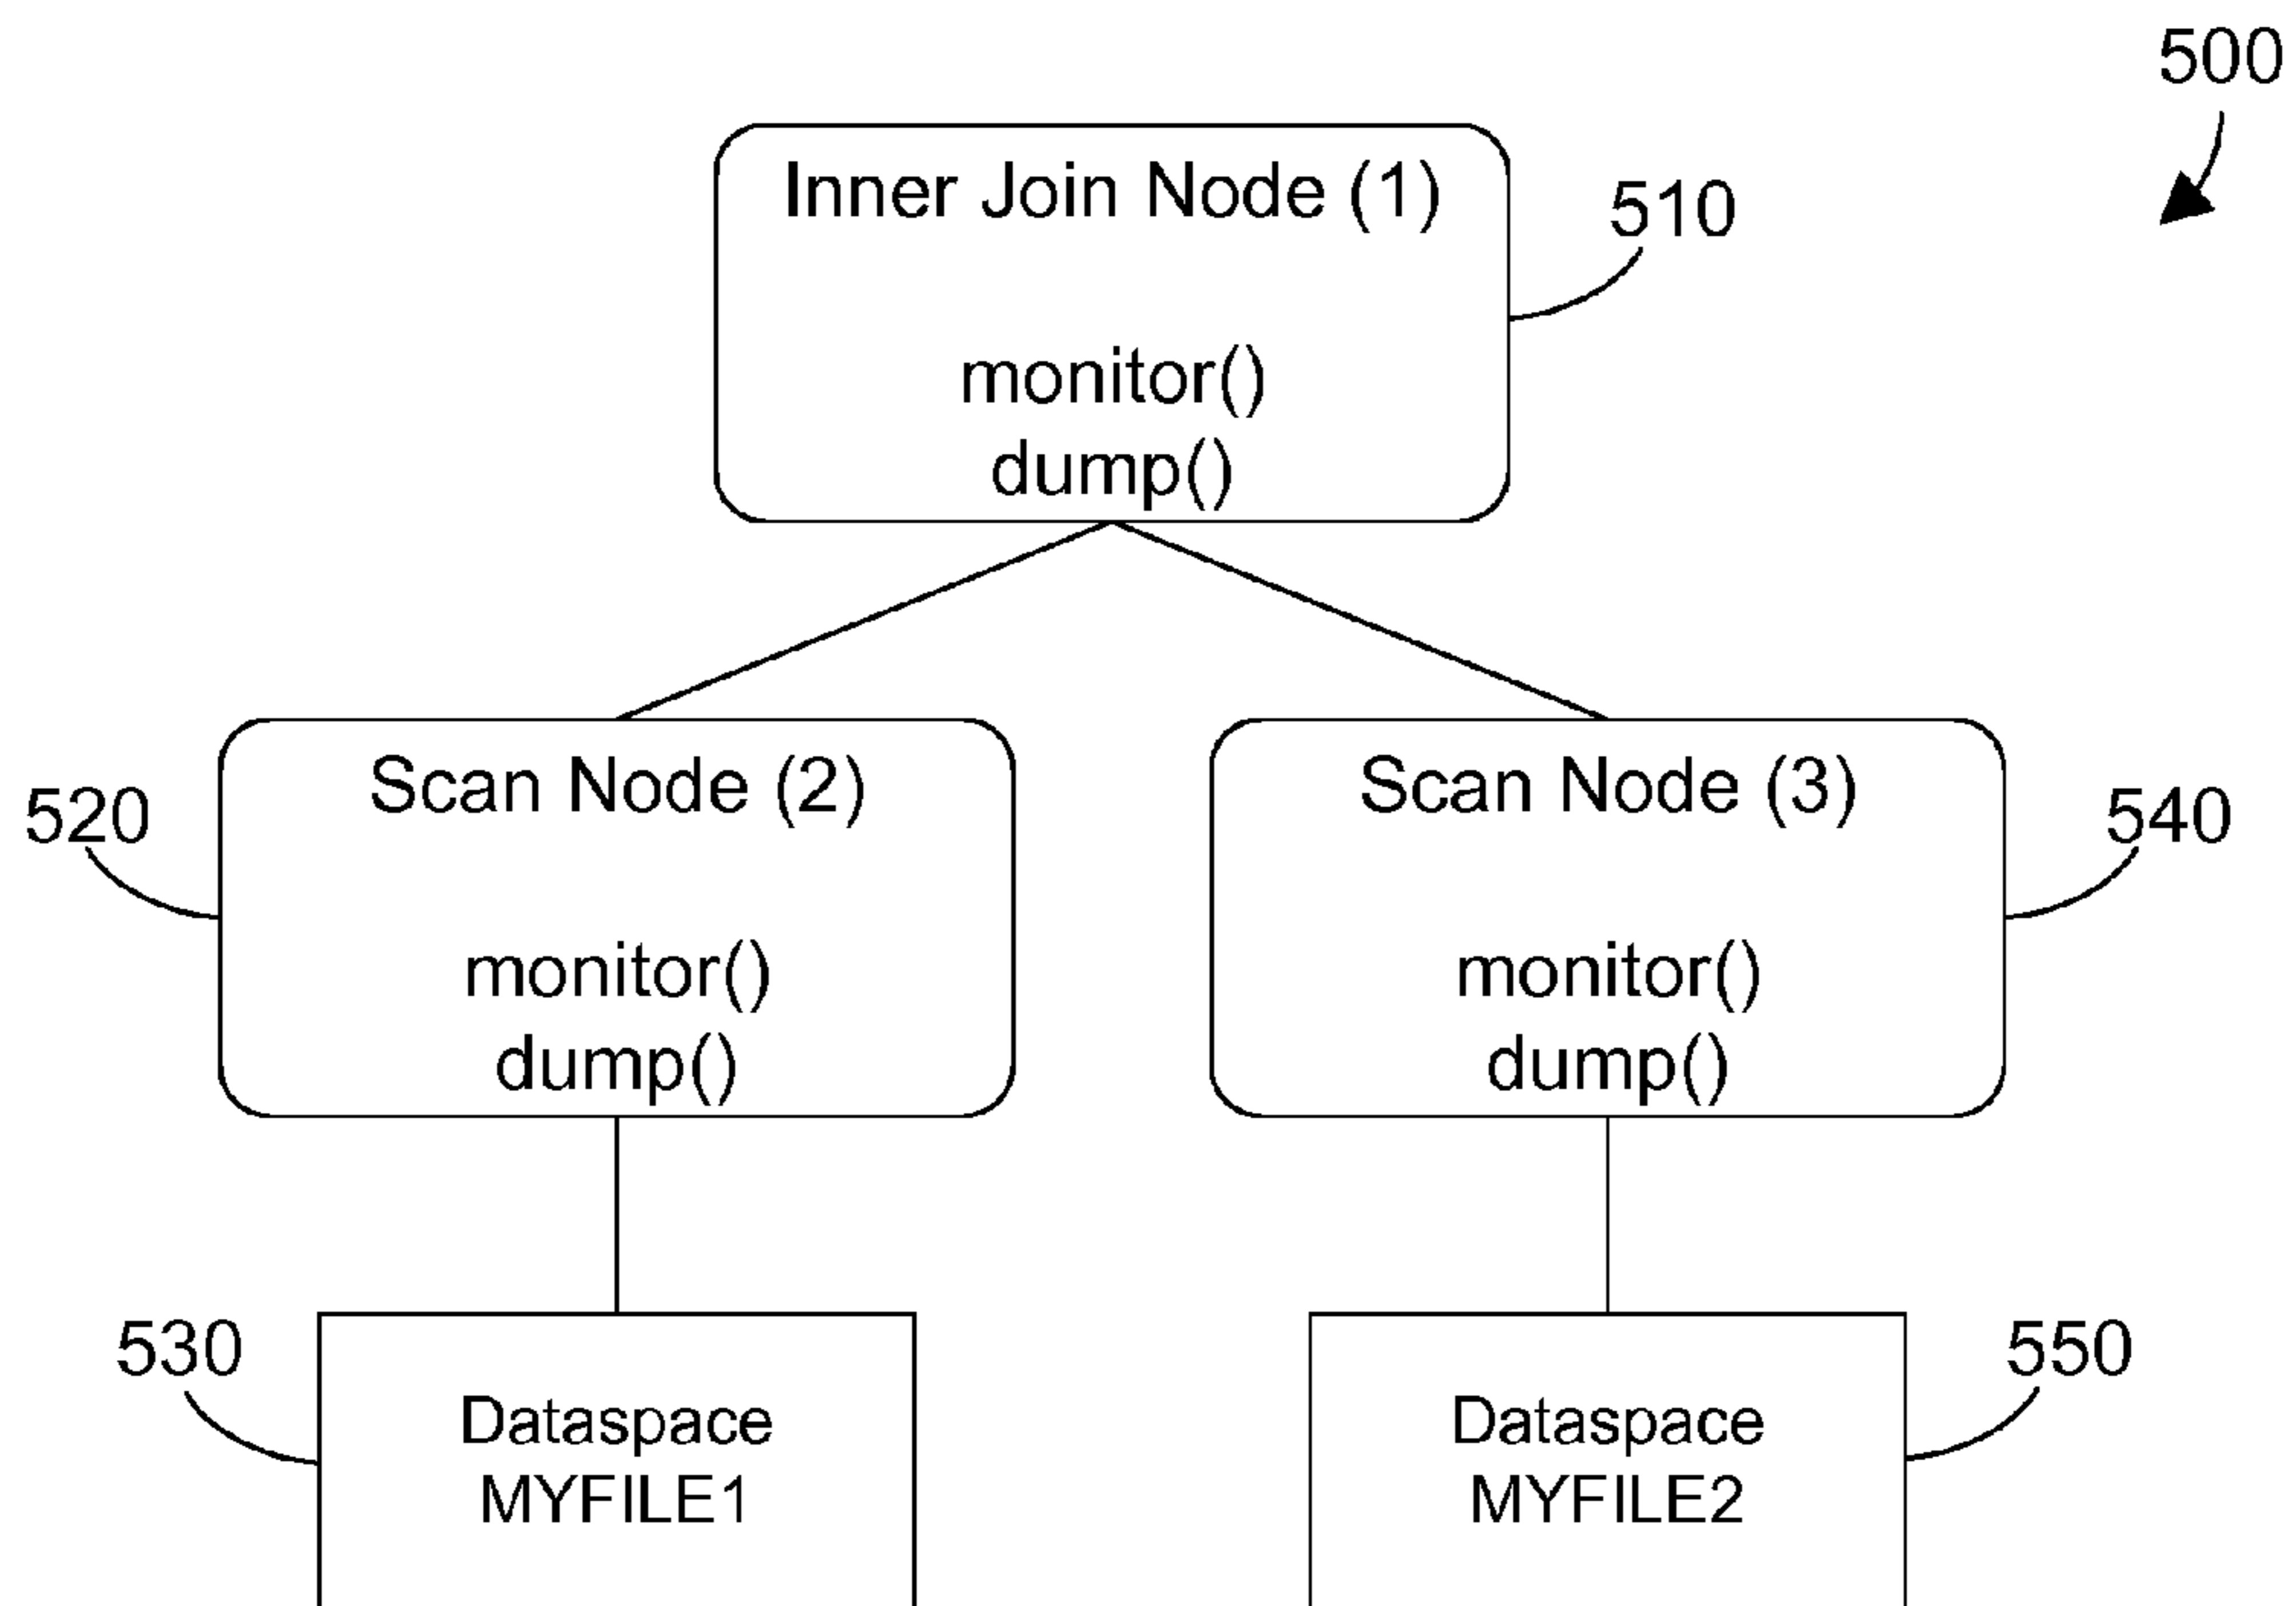 500
Inner Join Node (1)
510
monitor()
dump()
Scan Node (2)
520
monitor()
dump()
Scan Node (3)
540
monitor()
dump()
530
Dataspace
MYFILE1
550
Dataspace
MYFILE2